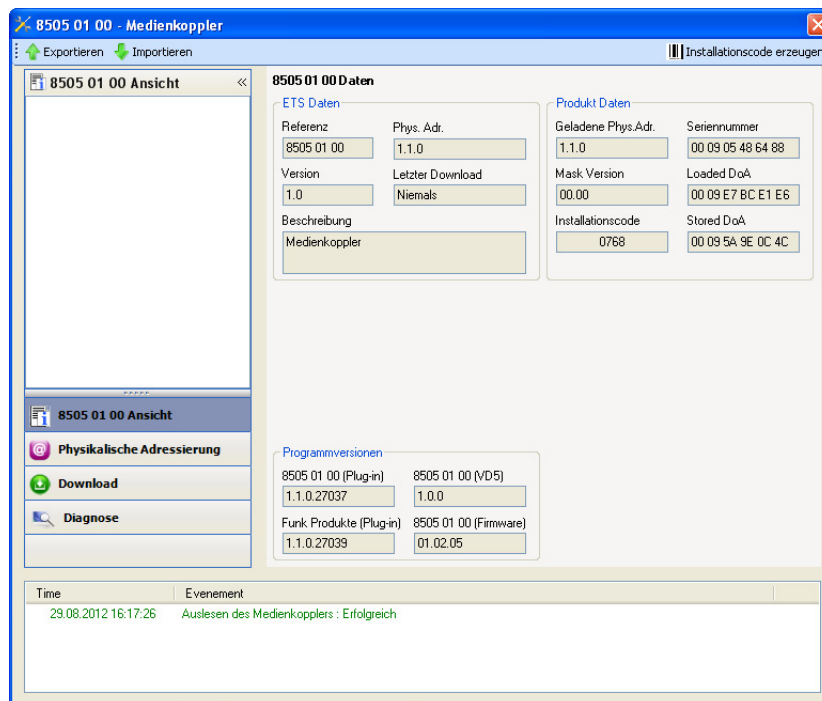 8505 01 00 - Medienkoppler
Exportieren Importieren Installationscode erzeugen
8505 01 00 Ansicht «
8505 01 00 Ansicht
Physikalische Adressierung
Download
Diagnose
8505 01 00 Daten
ETS Daten
Referenz Phys. Adr.
8505 01 00 1.1.0
Version Letzter Download
1.0 Niemals
Beschreibung
Medienkoppler
Produkt Daten
Geladene Phys.Adr. Seriennummer
1.1.0 00 09 05 48 64 88
Mask Version Loaded DoA
00.00 00 09 E7 BC E1 E6
Installationscode Stored DoA
0768 00 09 5A 9E 0C 4C
Programmversionen
8505 01 00 (Plug-in) 8505 01 00 (VD5)
1.1.0.27037 1.0.0
Funk Produkte (Plug-in) 8505 01 00 (Firmware)
1.1.0.27039 01.02.05
Time Evenement
29.08.2012 16:17:26 Auslesen des Medienkopplers : Erfolgreich